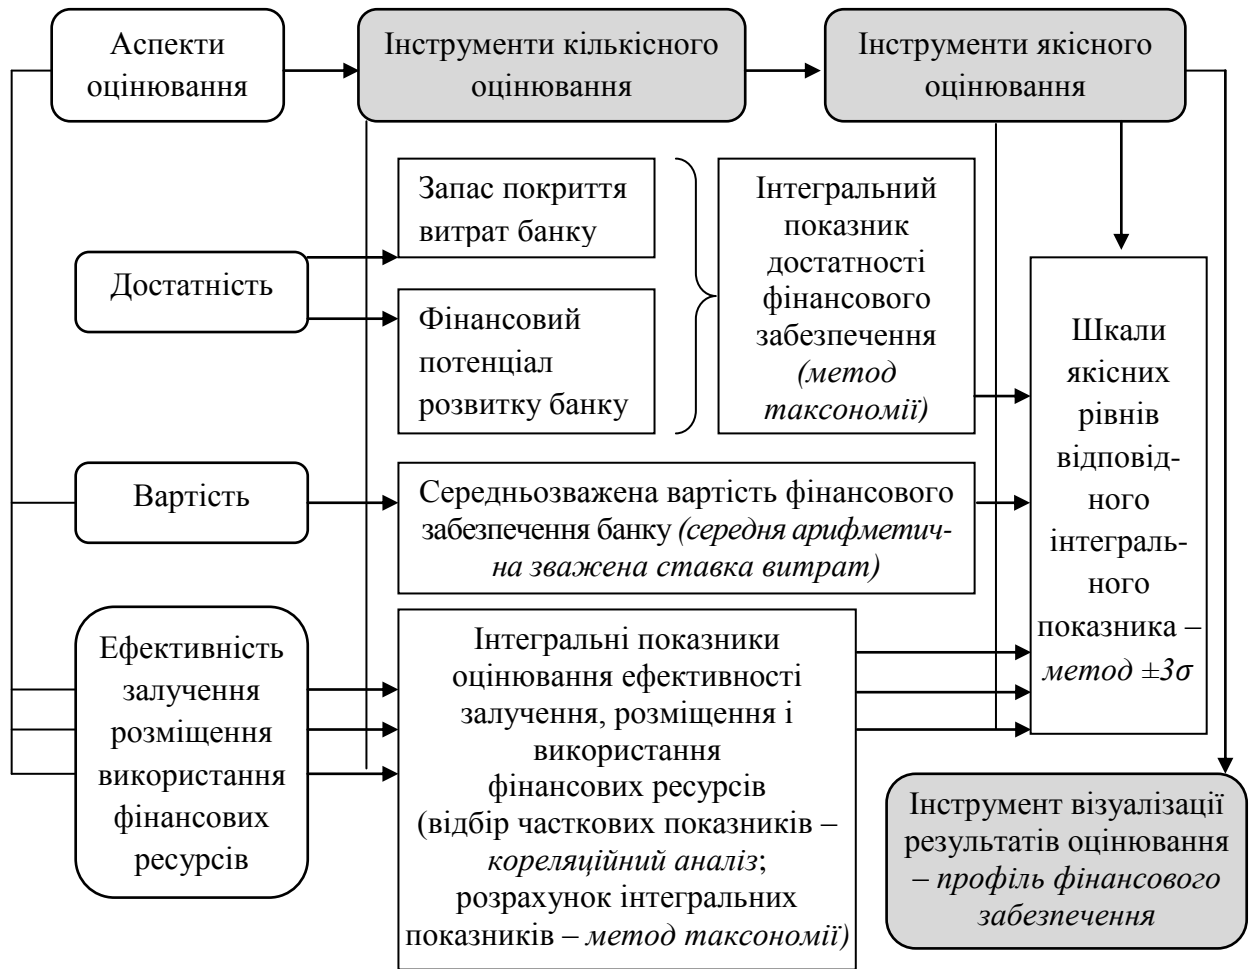 Аспекти
оцінювання
Інструменти кількісного
оцінювання
Інструменти якісного
оцінювання
Достатність
Запас покриття
витрат банку
Фінансовий
потенціал
розвитку банку
Інтегральний
показник
достатності
фінансового
забезпечення
(метод
таксономії)
Шкали
якісних
рівнів
відповід-
ного
інтеграль-
ного
показника –
метод ±3σ
Вартість
Середньозважена вартість фінансового
забезпечення банку (середня арифметич-
на зважена ставка витрат)
Ефективність
залучення
розміщення
використання
фінансових
ресурсів
Інтегральні показники
оцінювання ефективності
залучення, розміщення і
використання
фінансових ресурсів
(відбір часткових показників –
кореляційний аналіз;
розрахунок інтегральних
показників – метод таксономії)
Інструмент візуалізації
результатів оцінювання
– профіль фінансового
забезпечення